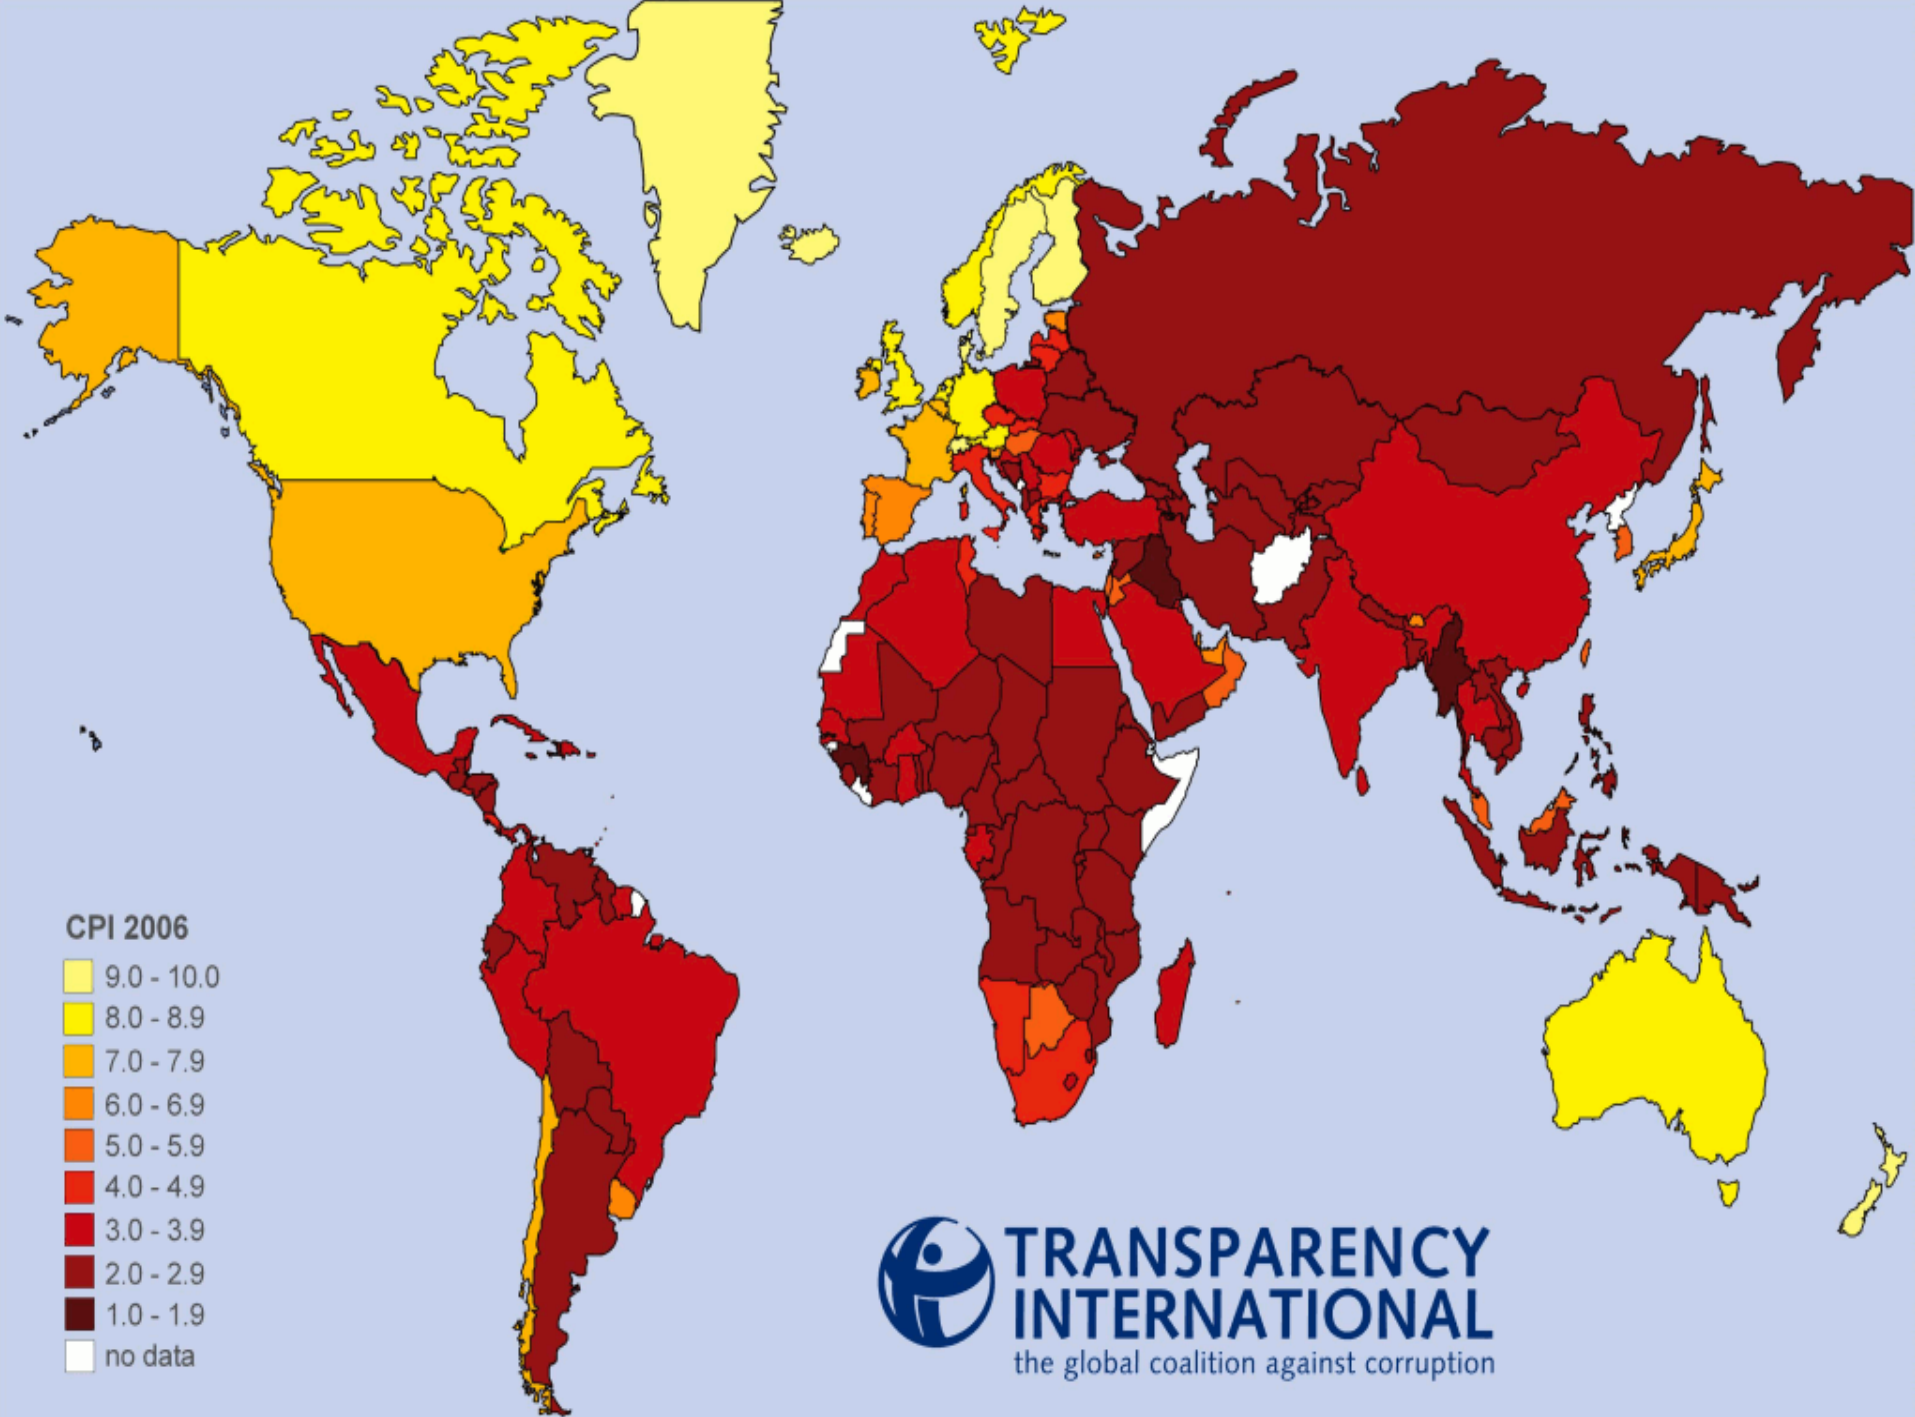 CPI 2006
9.0 - 10.0
8.0 - 8.9
7.0 - 7.9
6.0 - 6.9
5.0 - 5.9
4.0 - 4.9
3.0 - 3.9
2.0 - 2.9
1.0 - 1.9
no data
TRANSPARENCY
INTERNATIONAL
the global coalition against corruption